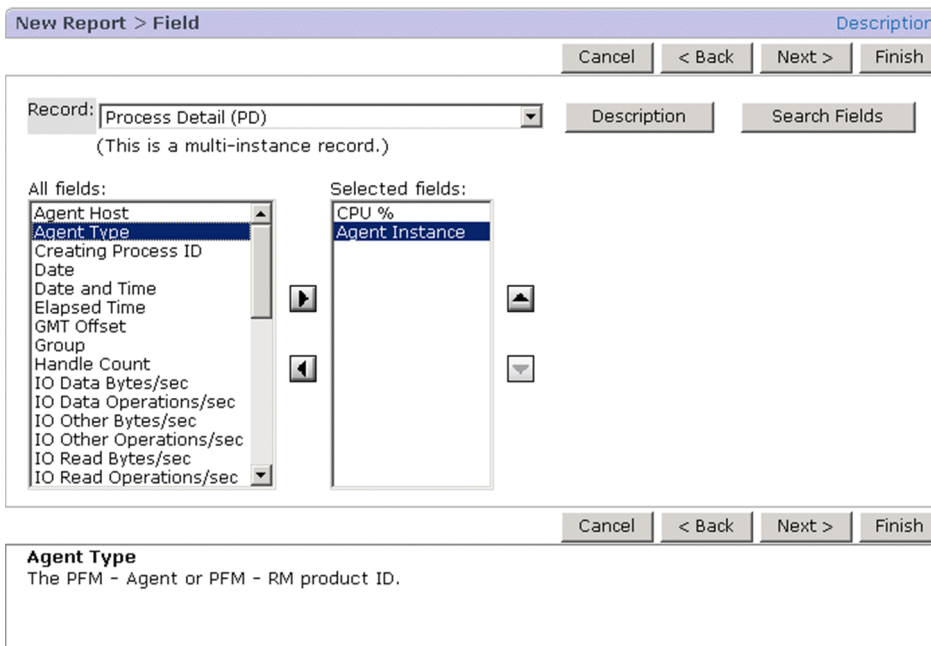 New Report > Field Description
Cancel < Back Next > Finish
Record: Process Detail (PD) Description Search Fields
(This is a multi-instance record.)
All fields: Selected fields:
Agent Host CPU %
Agent Type Agent Instance
Creating Process ID
Date
Date and Time
Elapsed Time
GMT Offset
Group
Handle Count
IO Data Bytes/sec
IO Data Operations/sec
IO Other Bytes/sec
IO Other Operations/sec
IO Read Bytes/sec
IO Read Operations/sec
Cancel < Back Next > Finish
Agent Type
The PFM - Agent or PFM - RM product ID.